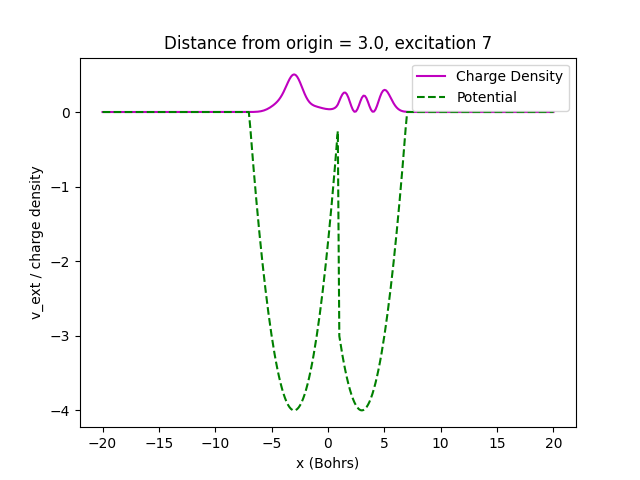 Distance from origin = 3.0, excitation 7
Charge Density
Potential
0
−1
−2
−3
−4
v_ext / charge density
−20
−15
−10
−5
0
5
10
15
20
x (Bohrs)